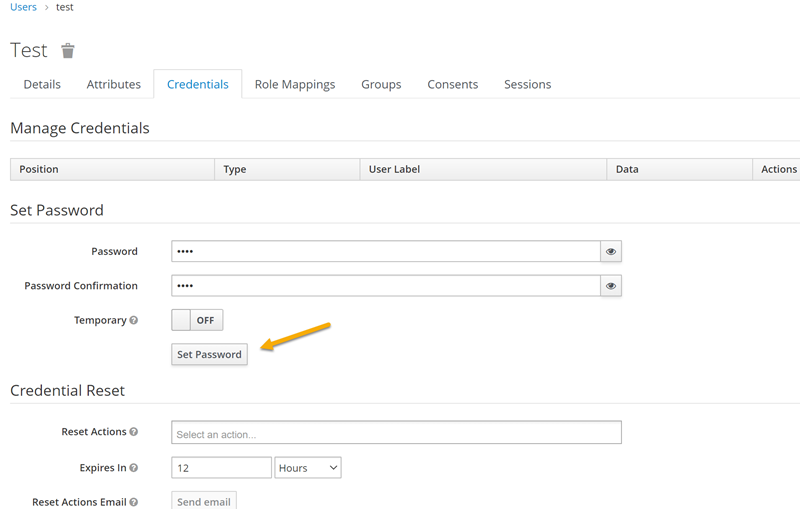 Users > test
Test
Details Attributes Credentials Role Mappings Groups Consents Sessions
Manage Credentials
Position Type User Label Data Actions
Set Password
Password ••••
Password Confirmation ••••
Temporary OFF
Set Password
Credential Reset
Reset Actions Select an action...
Expires In 12 Hours
Reset Actions Email Send email